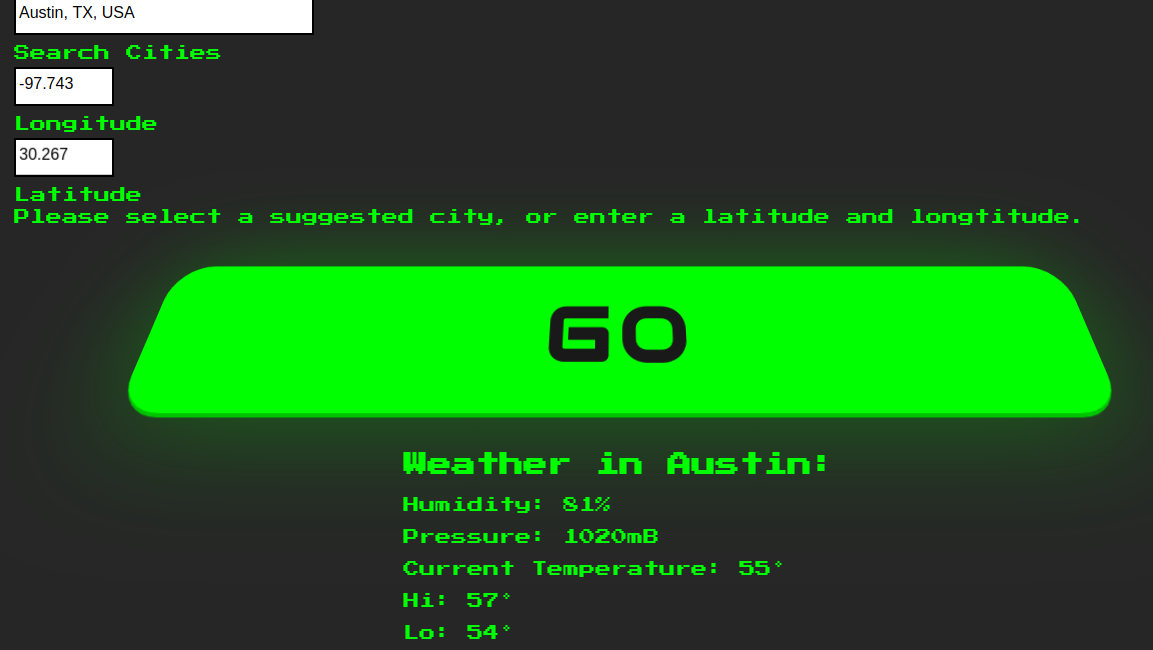 Austin, TX, USA
Search Cities
-97.743
Longitude
30.267
Latitude
Please select a suggested city, or enter a latitude and longtitude.
GO
Weather in Austin:
Humidity: 81%
Pressure: 1020mB
Current Temperature: 55°
Hi: 57°
Lo: 54°